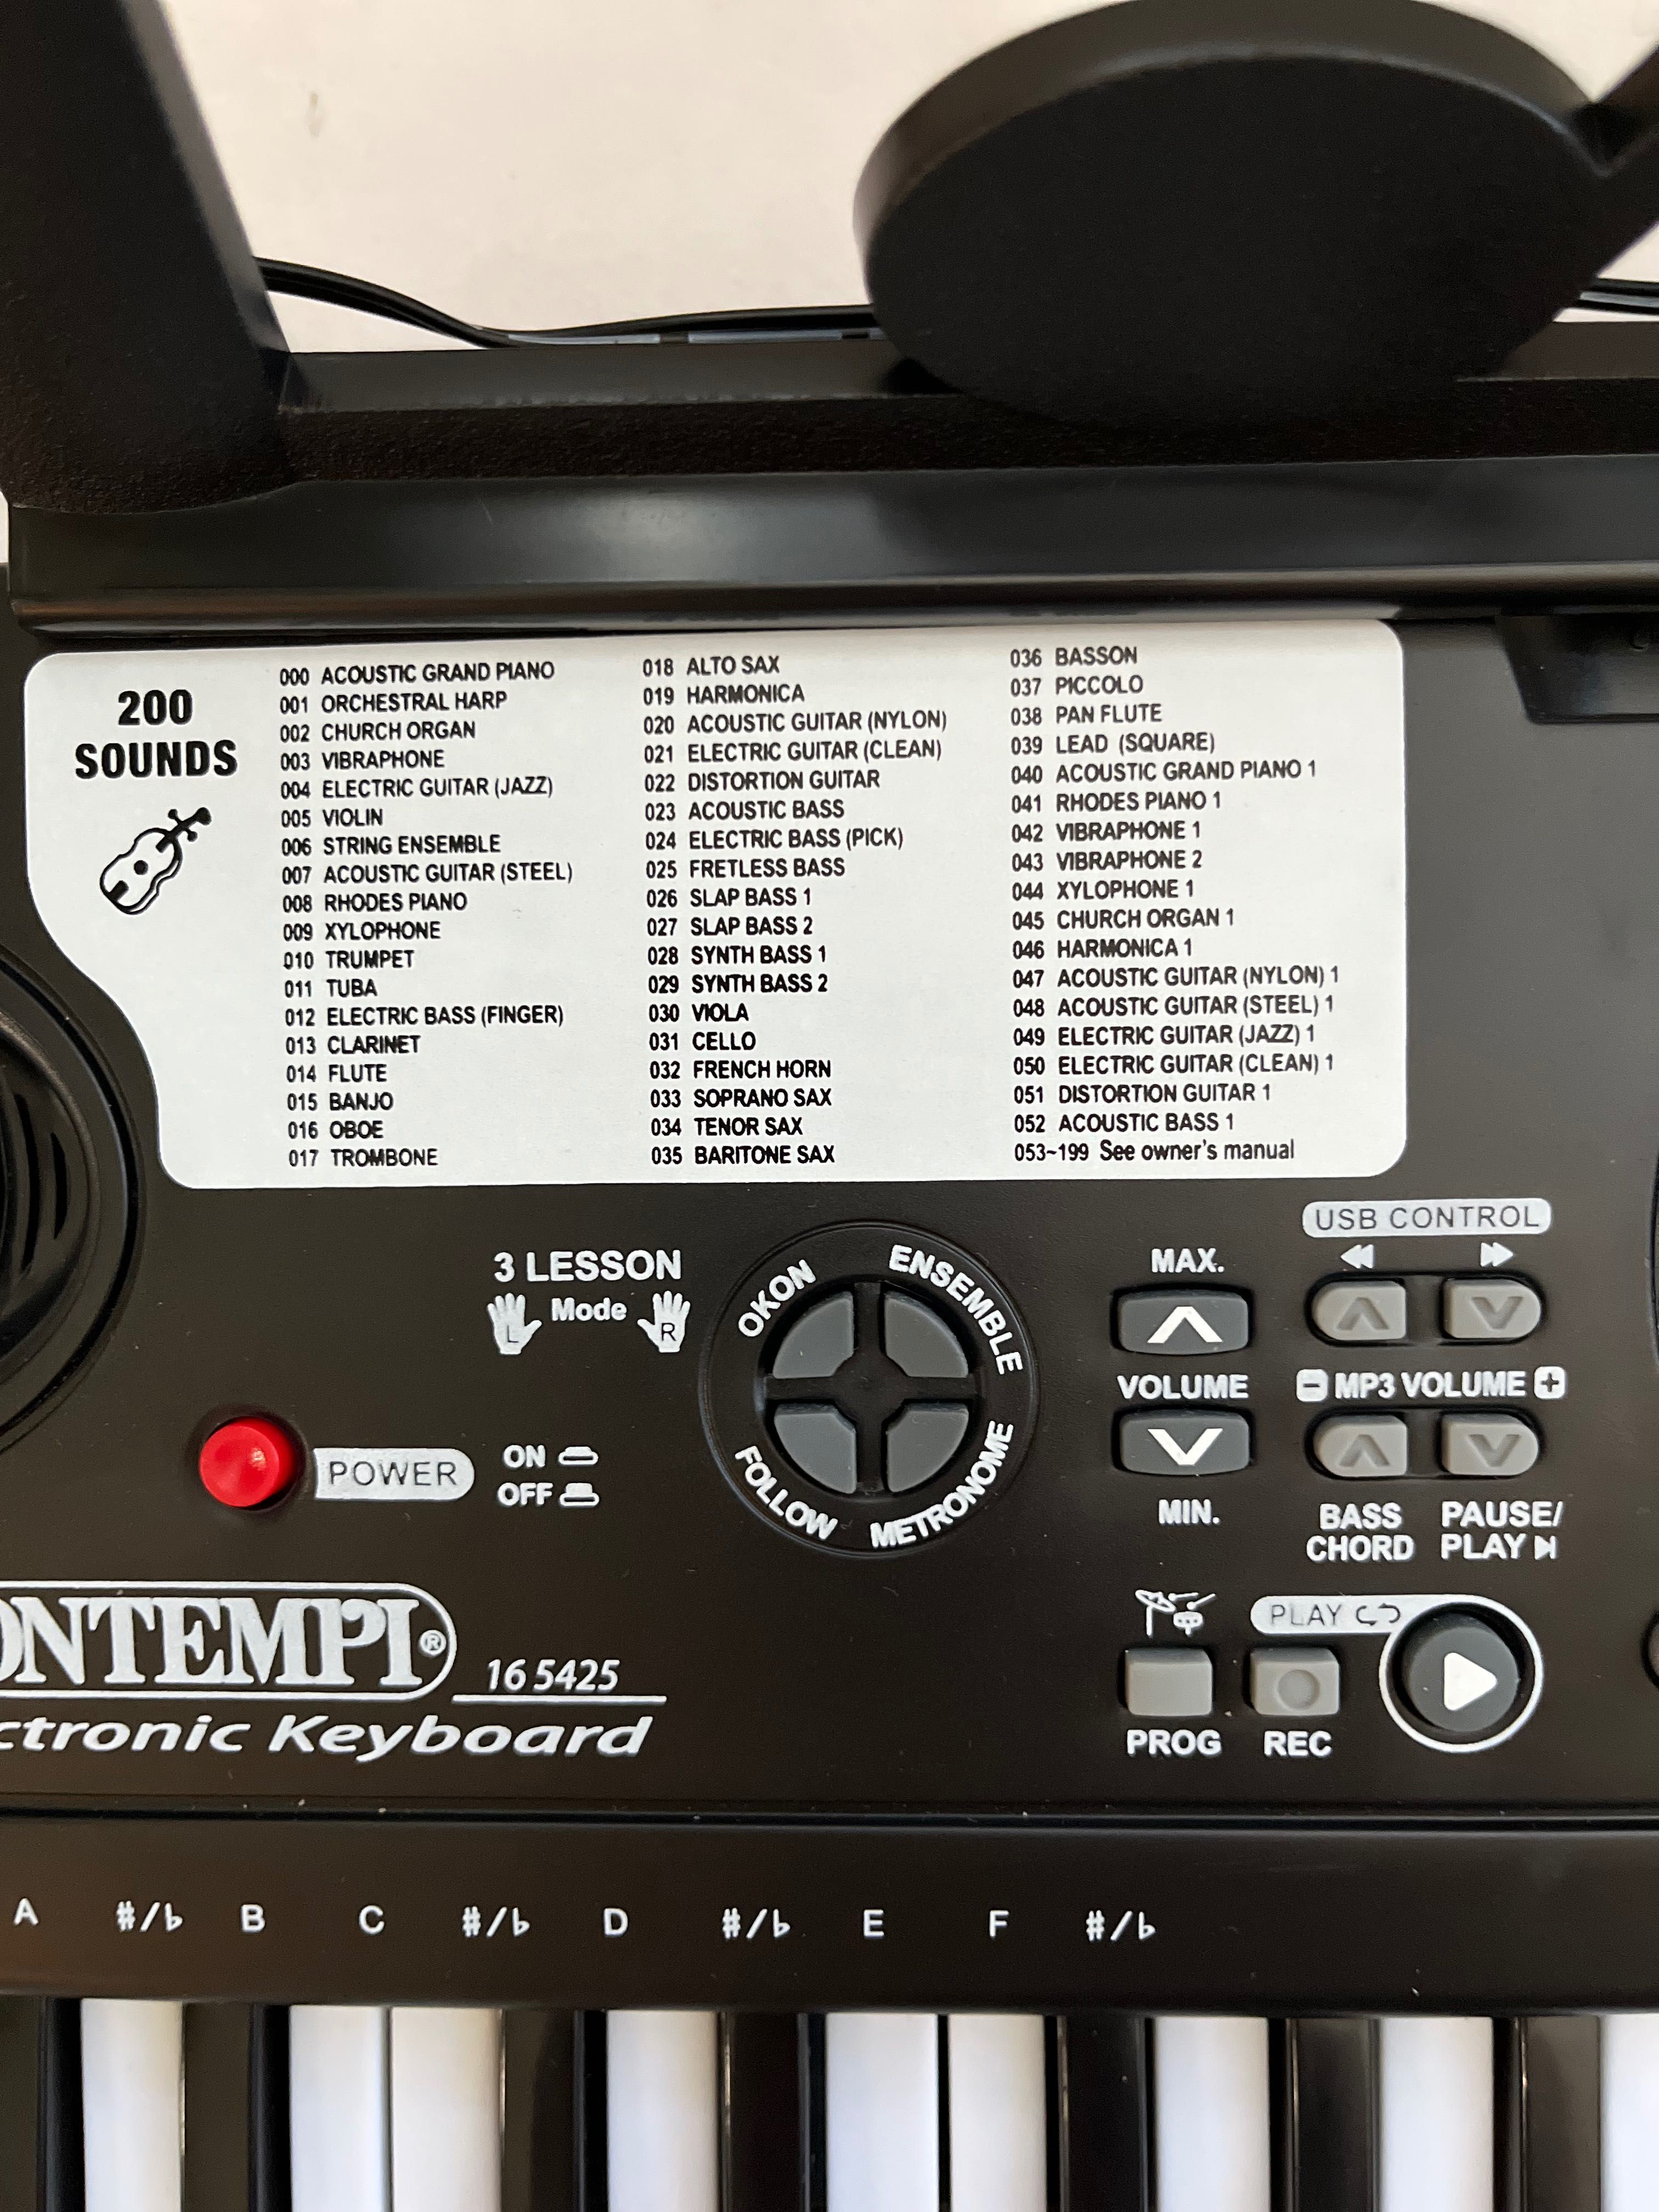 200
SOUNDS
000 ACOUSTIC GRAND PIANO
001 ORCHESTRAL HARP
002 CHURCH ORGAN
003 VIBRAPHONE
004 ELECTRIC GUITAR (JAZZ)
005 VIOLIN
006 STRING ENSEMBLE
007 ACOUSTIC GUITAR (STEEL)
008 RHODES PIANO
009 XYLOPHONE
010 TRUMPET
011 TUBA
012 ELECTRIC BASS (FINGER)
013 CLARINET
014 FLUTE
015 BANJO
016 OBOE
017 TROMBONE
018 ALTO SAX
019 HARMONICA
020 ACOUSTIC GUITAR (NYLON)
021 ELECTRIC GUITAR (CLEAN)
022 DISTORTION GUITAR
023 ACOUSTIC BASS
024 ELECTRIC BASS (PICK)
025 FRETLESS BASS
026 SLAP BASS 1
027 SLAP BASS 2
028 SYNTH BASS 1
029 SYNTH BASS 2
030 VIOLA
031 CELLO
032 FRENCH HORN
033 SOPRANO SAX
034 TENOR SAX
035 BARITONE SAX
036 BASSON
037 PICCOLO
038 PAN FLUTE
039 LEAD (SQUARE)
040 ACOUSTIC GRAND PIANO 1
041 RHODES PIANO 1
042 VIBRAPHONE 1
043 VIBRAPHONE 2
044 XYLOPHONE 1
045 CHURCH ORGAN 1
046 HARMONICA 1
047 ACOUSTIC GUITAR (NYLON) 1
048 ACOUSTIC GUITAR (STEEL) 1
049 ELECTRIC GUITAR (JAZZ) 1
050 ELECTRIC GUITAR (CLEAN) 1
051 DISTORTION GUITAR 1
052 ACOUSTIC BASS 1
053~199 See owner's manual
3 LESSON
L Mode R
POWER
ON
OFF
OKON
ENSEMBLE
FOLLOW
METRONOME
MAX.
VOLUME
MIN.
USB CONTROL
- MP3 VOLUME +
BASS
CHORD
PAUSE/
PLAY
PLAY
PROG
REC
ONTEMPI®
16 5425
ctronic Keyboard
A #/♭ B C #/♭ D #/♭ E F #/♭